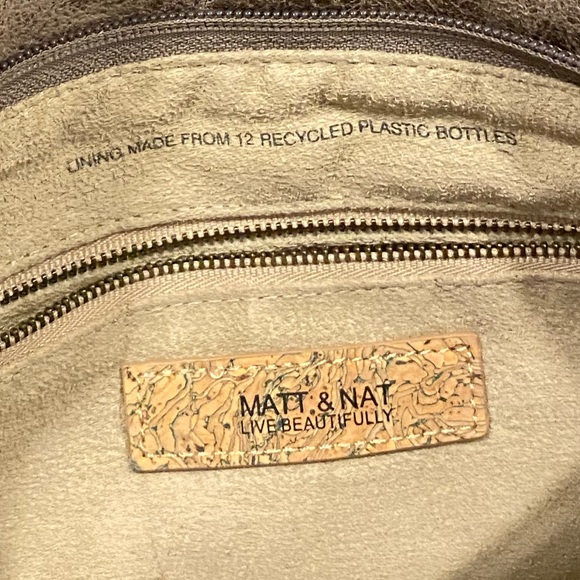 LINING MADE FROM 12 RECYCLED PLASTIC BOTTLES
MATT & NAT
LIVE BEAUTIFULLY